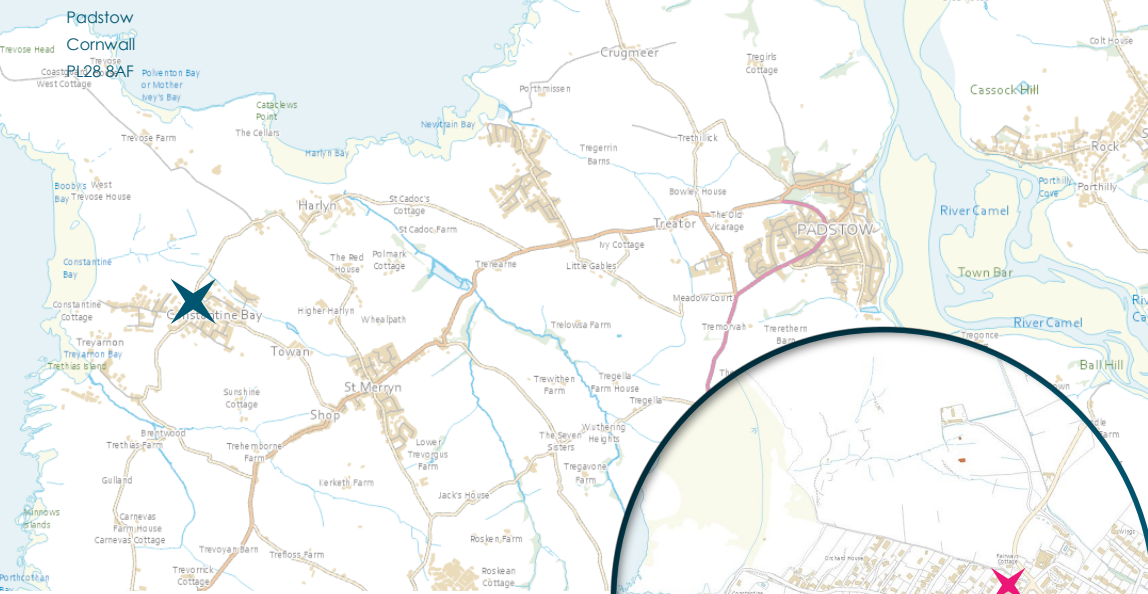 Padstow
Cornwall
PL28 8AF
Trevose Head
Trevose
West Cottage
Polventon Bay
or Mother
Ivey's Bay
Cataclews
Point
The Cellars
Trevose Farm
Harlyn Bay
Newtrain Bay
Porthmissen
Crugmeer
Tregirls
Cottage
Colt House
Cassock Hill
Rock
Porthilly
Cove
Porthilly
Trethillick
Tregerrin
Barns
Booby's
Bay
West
Trevose House
Harlyn
St Cadoc's
Cottage
St Cadoc Farm
Bowley House
Treator
The Old
Vicarage
PADSTOW
River Camel
Town Bar
River Camel
Constantine
Bay
The Red
House
Polmark
Cottage
Trenearne
Ivy Cottage
Little Gables
Meadow Court
Constantine
Cottage
Constantine Bay
Higher Harlyn
Whealpath
Trelowsa Farm
Tremorvah
Trerethern
Barn
Tregonce
Ball Hill
Treyarnon
Treyarnon Bay
Trethias Island
Towan
St Merryn
Shop
Sunshine
Cottage
Trewithen
Farm
Tregella
Farm House
Tregella
Brentwood
Trethias Farm
Trehemborne
Farm
Lower
Trevorgus
Farm
The Seven
Sisters
Wuthering
Heights
Tregavone
Farm
Gulland
Kerketh Farm
Jack's House
Minnows
Islands
Carnevas
Farm House
Carnevas Cottage
Trevoyan Barn
Trefloss Farm
Rosken Farm
Trevorrick
Cottage
Roskean
Cottage
Porthcothan
Bay
Orchard House
Fairways
Cottage
Constantine